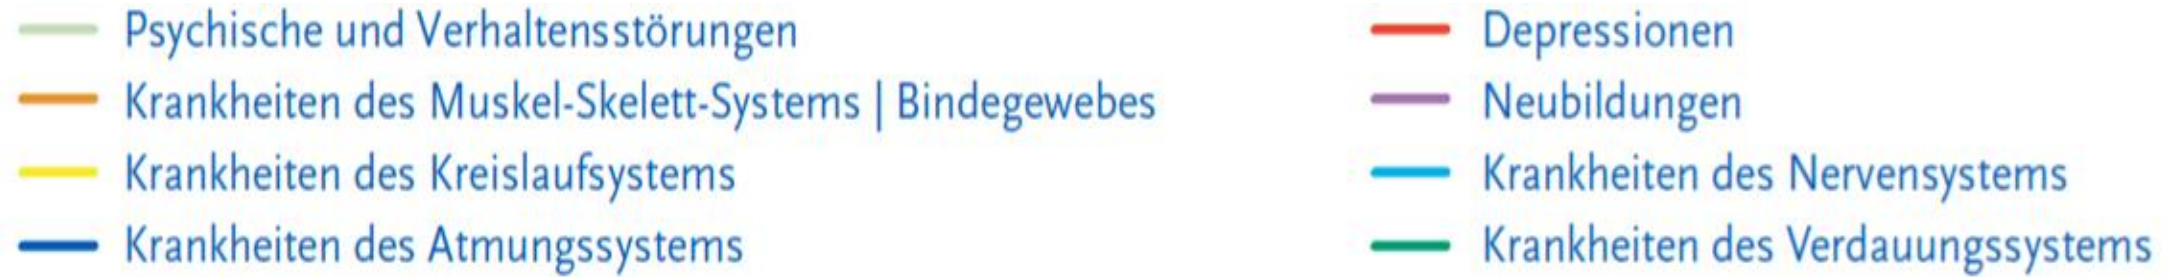 Psychische und Verhaltensstörungen
Krankheiten des Muskel-Skelett-Systems | Bindegewebes
Krankheiten des Kreislaufsystems
Krankheiten des Atmungssystems
Depressionen
Neubildungen
Krankheiten des Nervensystems
Krankheiten des Verdauungssystems